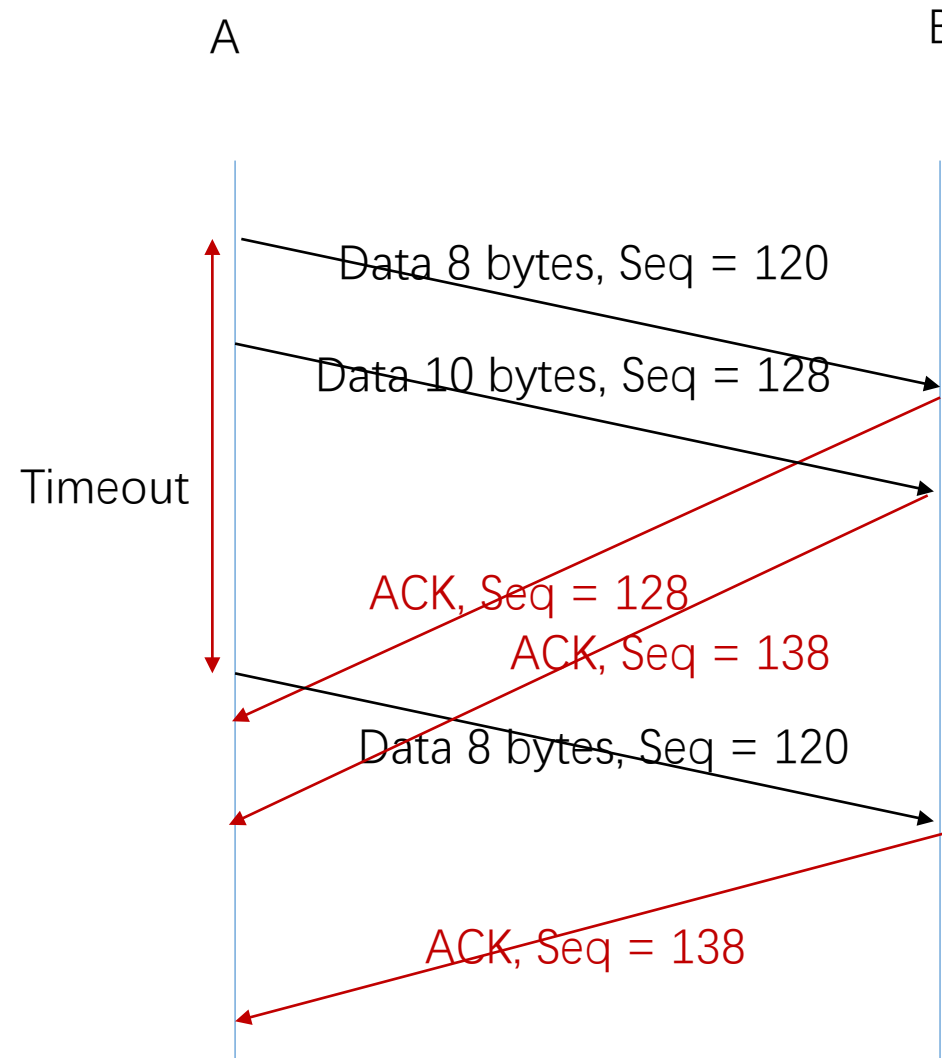 A
B
Data 8 bytes, Seq = 120
Data 10 bytes, Seq = 128
Timeout
ACK, Seq = 128
ACK, Seq = 138
Data 8 bytes, Seq = 120
ACK, Seq = 138